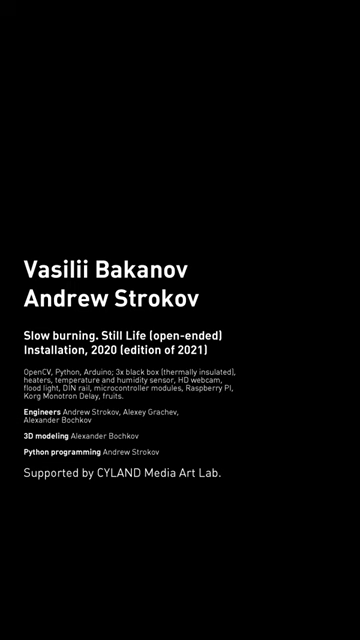 Vasilii Bakanov
Andrew Strokov
Slow burning. Still Life (open-ended)
Installation, 2020 (edition of 2021)
OpenCV, Python, Arduino; 3x black box (thermally insulated),
heaters, temperature and humidity sensor, HD webcam,
flood light, DIN rail, microcontroller modules, Raspberry PI,
Korg Monotron Delay, fruits.
Engineers Andrew Strokov, Alexey Grachev,
Alexander Bochkov
3D modeling Alexander Bochkov
Python programming Andrew Strokov
Supported by CYLAND Media Art Lab.